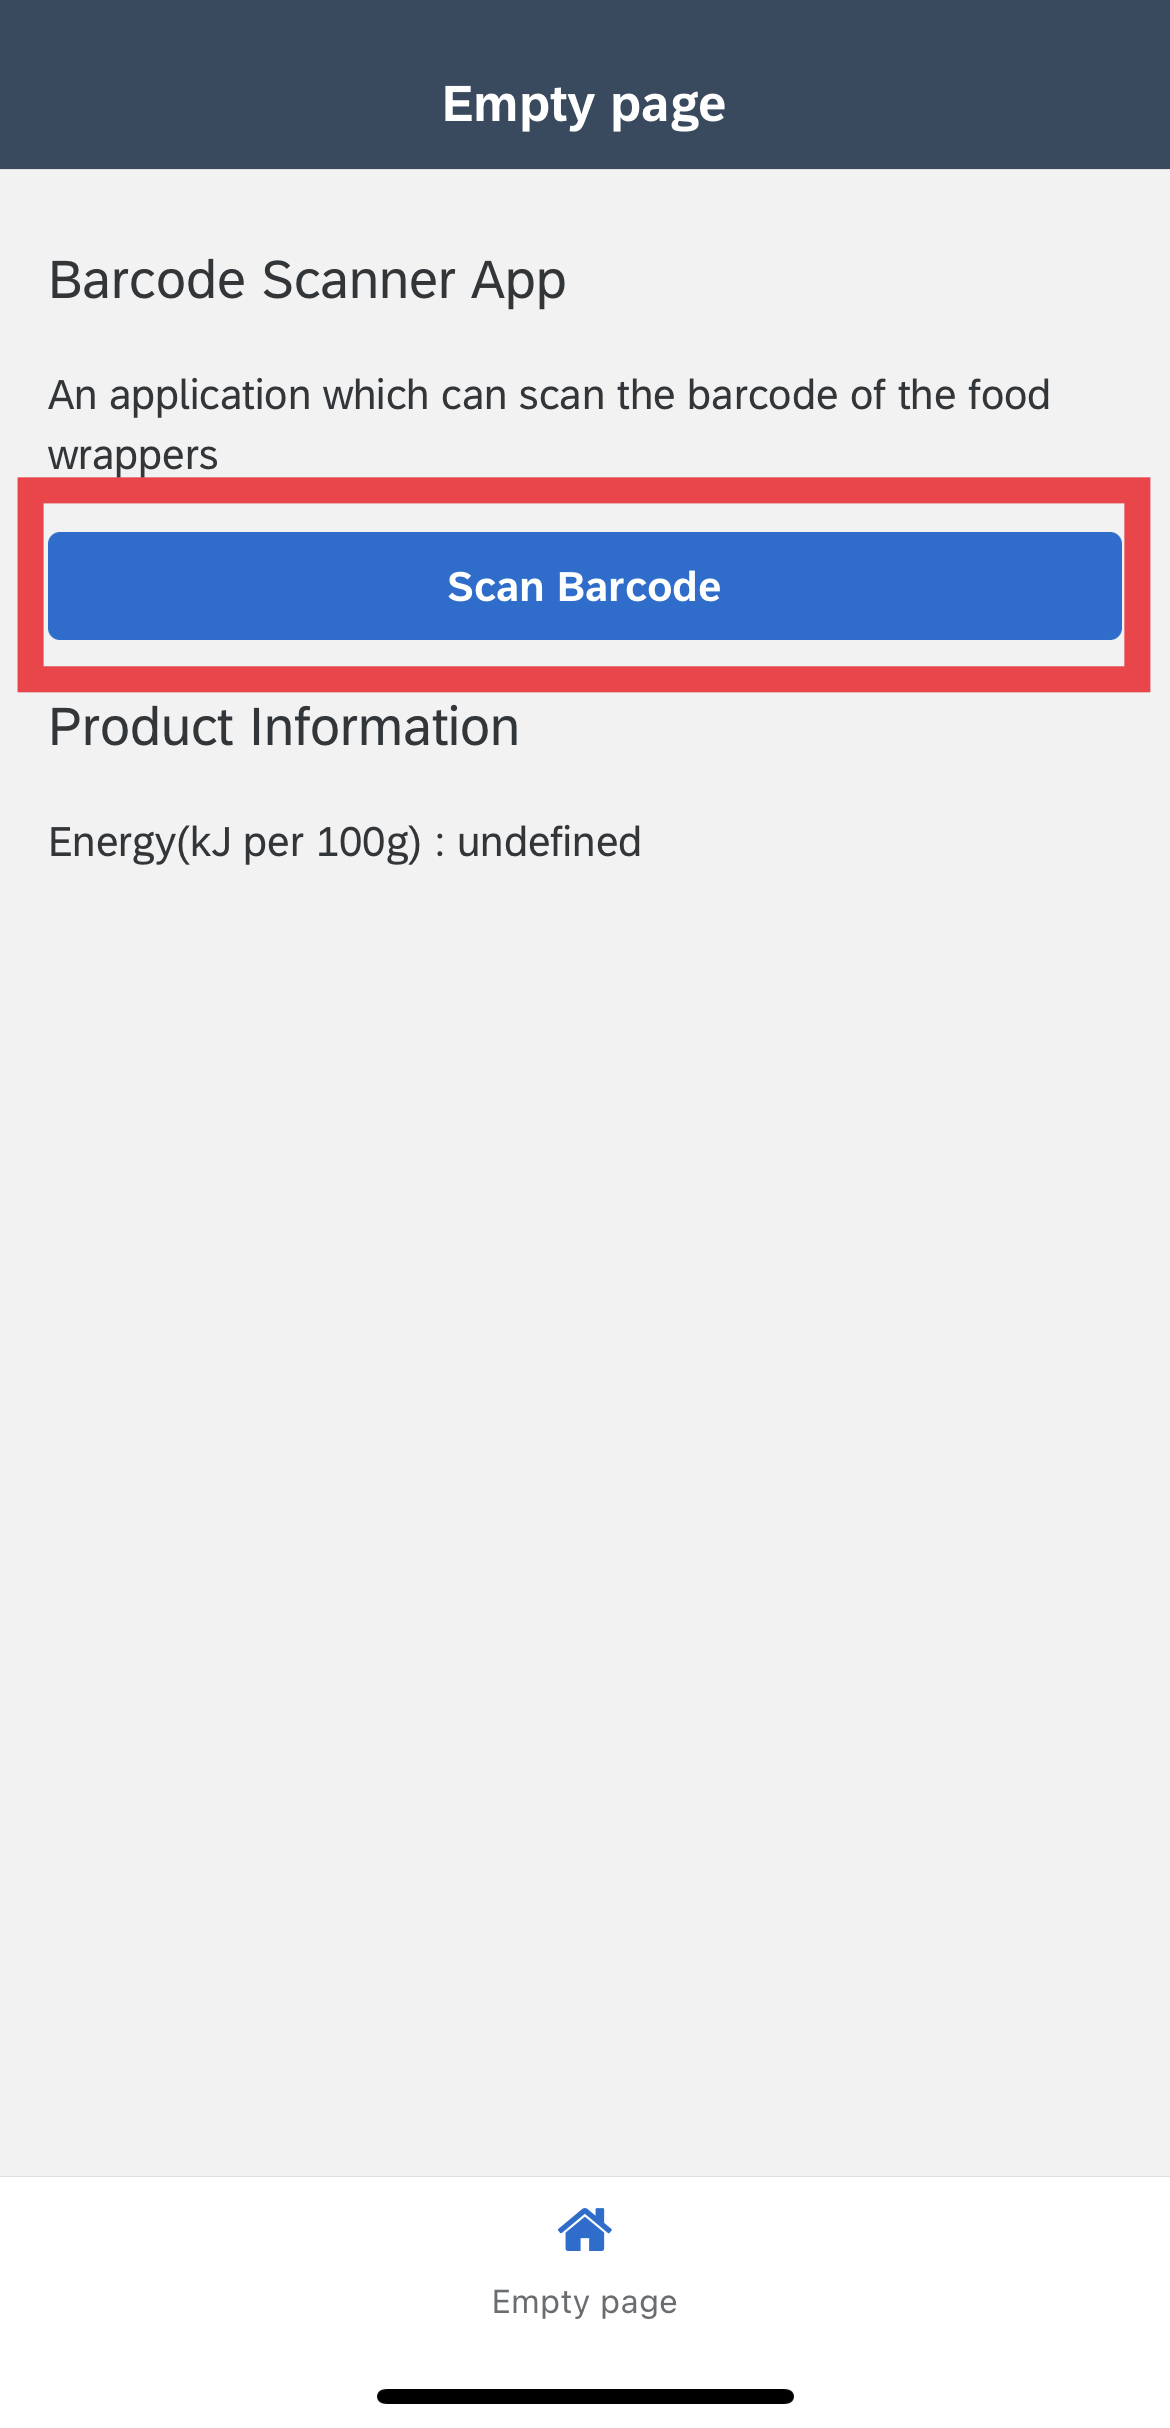 Empty page
Barcode Scanner App
An application which can scan the barcode of the food
wrappers
Scan Barcode
Product Information
Energy(kJ per 100g) : undefined
Empty page